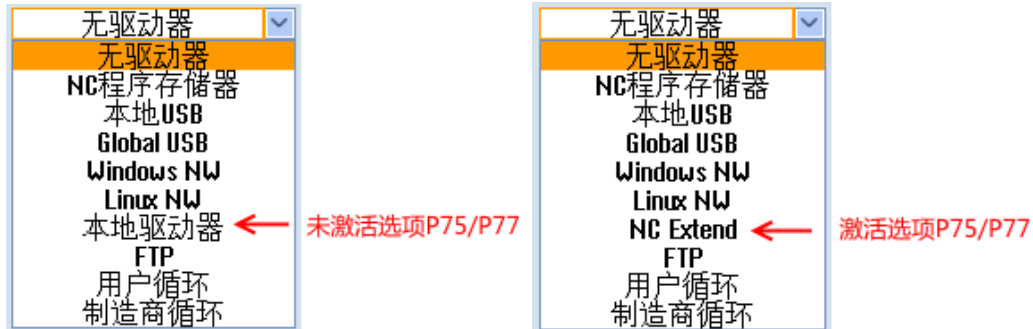 无驱动器
无驱动器
NC程序存储器
本地USB
Global USB
Windows NW
Linux NW
本地驱动器
未激活选项P75/P77
FTP
用户循环
制造商循环
无驱动器
无驱动器
NC程序存储器
本地USB
Global USB
Windows NW
Linux NW
NC Extend
激活选项P75/P77
FTP
用户循环
制造商循环